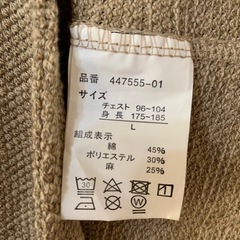 品番 447555-01
サイズ
チェスト 96~104
身長 175~185
L
組成表示
綿 45%
ポリエステル 30%
麻 25%
30
W